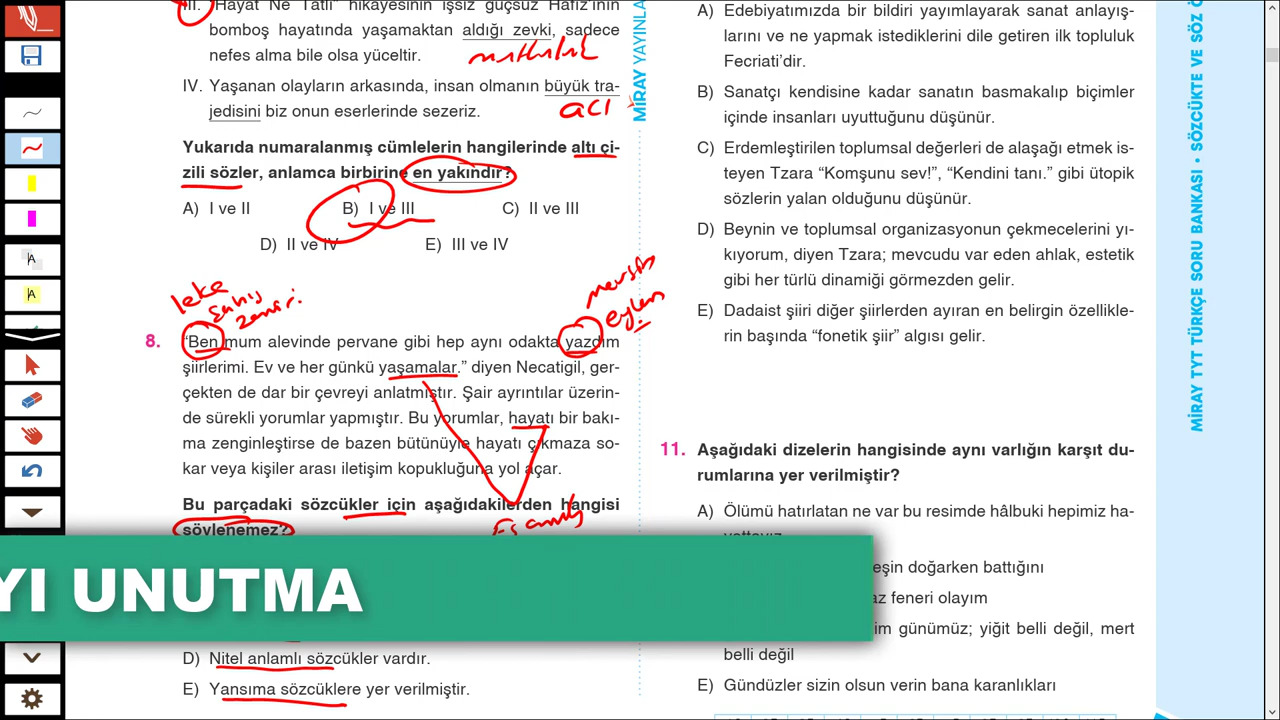 III. "Hayat Ne Tatlı" hikâyesinin işsiz güçsüz Hafız'ının
bomboş hayatında yaşamaktan aldığı zevki, sadece
nefes alma bile olsa yüceltir.
mutluluk
IV. Yaşanan olayların arkasında, insan olmanın büyük tra-
jedisini biz onun eserlerinde sezeriz.
acı
Yukarıda numaralanmış cümlelerin hangilerinde altı çi-
zili sözler, anlamca birbirine en yakındır?
A) I ve II
B) I ve III
C) II ve III
D) II ve IV
E) III ve IV
şahıs
zamiri
eylem
8. "Ben mum alevinde pervane gibi hep aynı odakta yazdım
şiirlerimi. Ev ve her günkü yaşamalar." diyen Necatigil, ger-
çekten de dar bir çevreyi anlatmıştır. Şair ayrıntılar üzerin-
de sürekli yorumlar yapmıştır. Bu yorumlar, hayatı bir bakı-
ma zenginleştirse de bazen bütünüyle hayatı çıkmaza so-
kar veya kişiler arası iletişim kopukluğuna yol açar.
Bu parçadaki sözcükler için aşağıdakilerden hangisi
söylenemez?
YI UNUTMA
D) Nitel anlamlı sözcükler vardır.
E) Yansıma sözcüklere yer verilmiştir.
MİRAY YAYINLA
A) Edebiyatımızda bir bildiri yayımlayarak sanat anlayış-
larını ve ne yapmak istediklerini dile getiren ilk topluluk
Fecriati'dir.
B) Sanatçı kendisine kadar sanatın basmakalıp biçimler
içinde insanları uyuttuğunu düşünür.
C) Erdemleştirilen toplumsal değerleri de alaşağı etmek is-
teyen Tzara "Komşunu sev!", "Kendini tanı." gibi ütopik
sözlerin yalan olduğunu düşünür.
D) Beynin ve toplumsal organizasyonun çekmecelerini yı-
kıyorum, diyen Tzara; mevcudu var eden ahlak, estetik
gibi her türlü dinamiği görmezden gelir.
E) Dadaist şiiri diğer şiirlerden ayıran en belirgin özellikle-
rin başında "fonetik şiir" algısı gelir.
11. Aşağıdaki dizelerin hangisinde aynı varlığın karşıt du-
rumlarına yer verilmiştir?
A) Ölümü hatırlatan ne var bu resimde hâlbuki hepimiz ha-
yattayız
eşin doğarken battığını
az feneri olayım
im günümüz; yiğit belli değil, mert
belli değil
E) Gündüzler sizin olsun verin bana karanlıkları
MİRAY TYT TÜRKÇE SORU BANKASI • SÖZCÜKTE VE SÖZ Ö